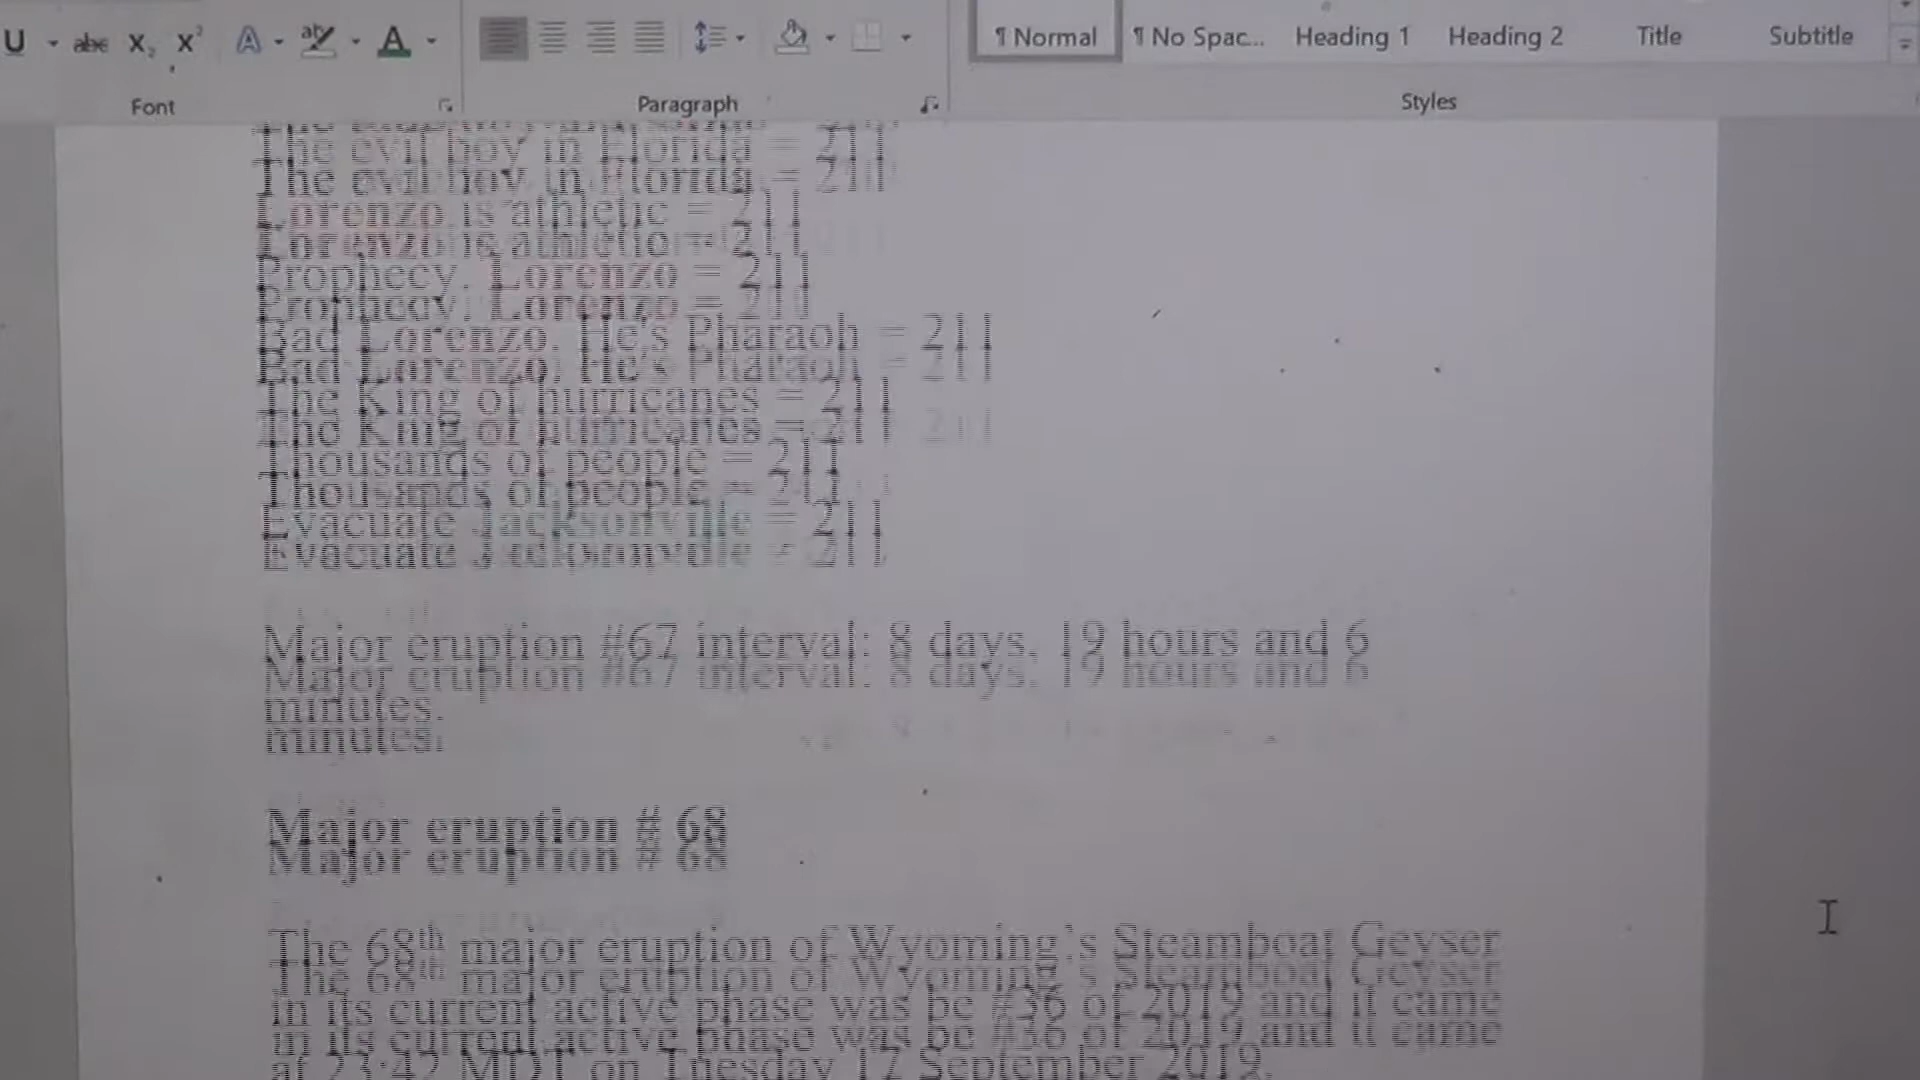 U abc X₂ X² A aby A
¶ Normal ¶ No Spac... Heading 1 Heading 2 Title Subtitle
Font Paragraph Styles
The evil boy in Florida = 211
Lorenzo is athletic = 211
Prophecy. Lorenzo = 211
Bad Lorenzo. He's Pharaoh = 211
The King of hurricanes = 211
Thousands of people = 211
Evacuate Jacksonville = 211
Major eruption #67 interval: 8 days, 19 hours and 6
minutes.
Major eruption # 68
The 68th major eruption of Wyoming's Steamboat Geyser
in its current active phase was be #36 of 2019 and it came
at 23:42 MDT on Tuesday 17 September 2019.